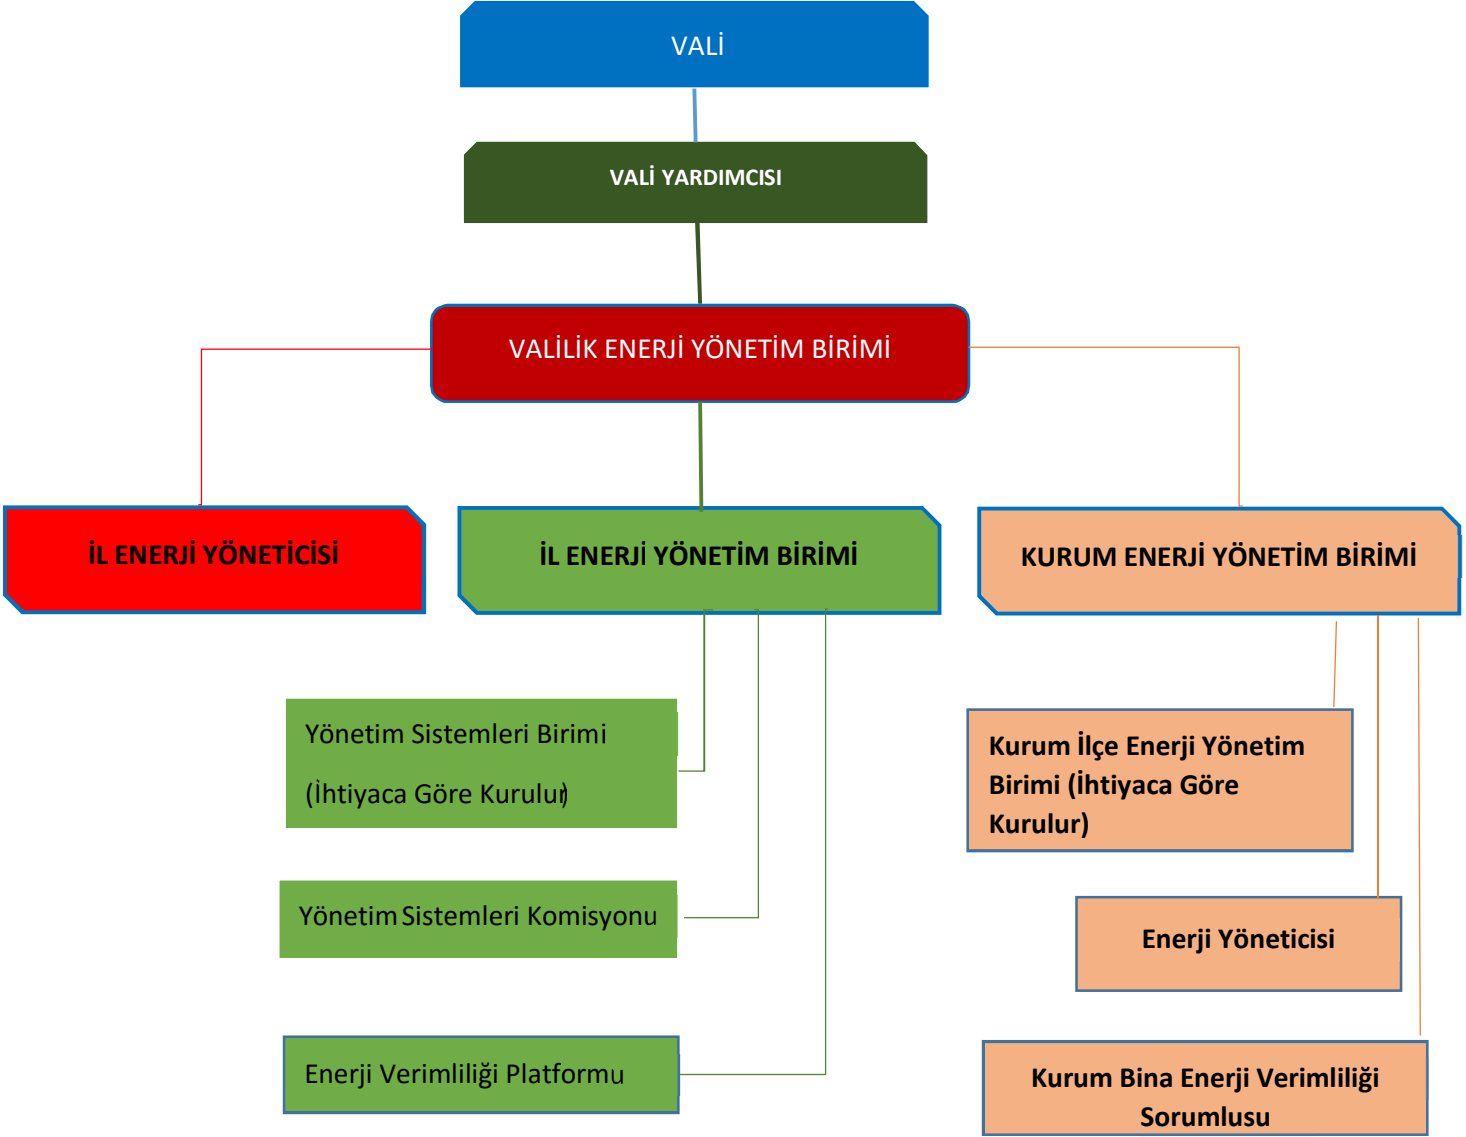 VALİ
VALİ YARDIMCISI
VALİLİK ENERJİ YÖNETİM BİRİMİ
İL ENERJİ YÖNETİCİSİ
İL ENERJİ YÖNETİM BİRİMİ
KURUM ENERJİ YÖNETİM BİRİMİ
Yönetim Sistemleri Birimi
(İhtiyaca Göre Kurulur)
Kurum İlçe Enerji Yönetim
Birimi (İhtiyaca Göre
Kurulur)
Yönetim Sistemleri Komisyonu
Enerji Yöneticisi
Enerji Verimliliği Platformu
Kurum Bina Enerji Verimliliği
Sorumlusu